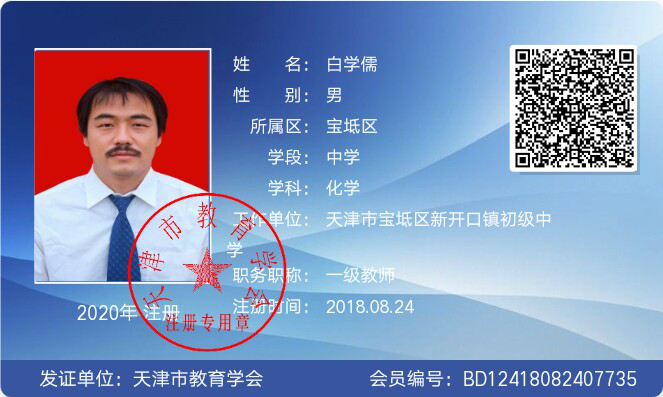 姓 名： 白学儒
性 别： 男
所属区： 宝坻区
学段： 中学
学科： 化学
工作单位： 天津市宝坻区新开口镇初级中
学
职务职称： 一级教师
注册时间： 2018.08.24
2020年 注册
天津市教育学会
注册专用章
发证单位：天津市教育学会
会员编号：BD12418082407735